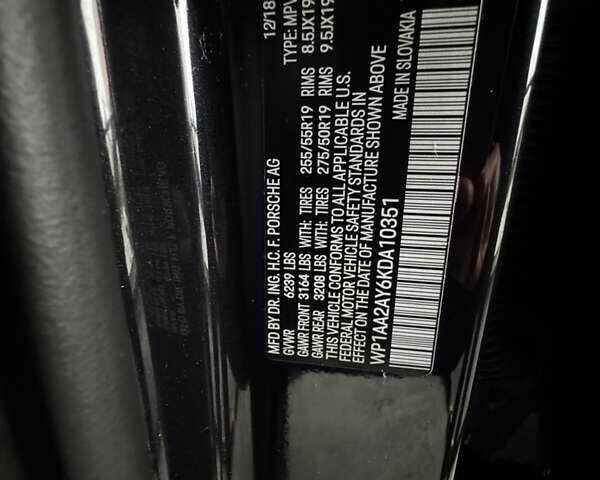 MFD BY DR. ING. H.C. F. PORSCHE AG 12/18
GVWR 6239 LBS TYPE: MPV
GAWR FRONT 3164 LBS WITH: TIRES 255/55R19 RIMS 8.5JX19
GAWR REAR 3208 LBS WITH: TIRES 275/50R19 RIMS 9.5JX19
THIS VEHICLE CONFORMS TO ALL APPLICABLE U.S.
FEDERAL MOTOR VEHICLE SAFETY STANDARDS IN
EFFECT ON THE DATE OF MANUFACTURE SHOWN ABOVE
WP1AA2AY6KDA10351 MADE IN SLOVAKIA